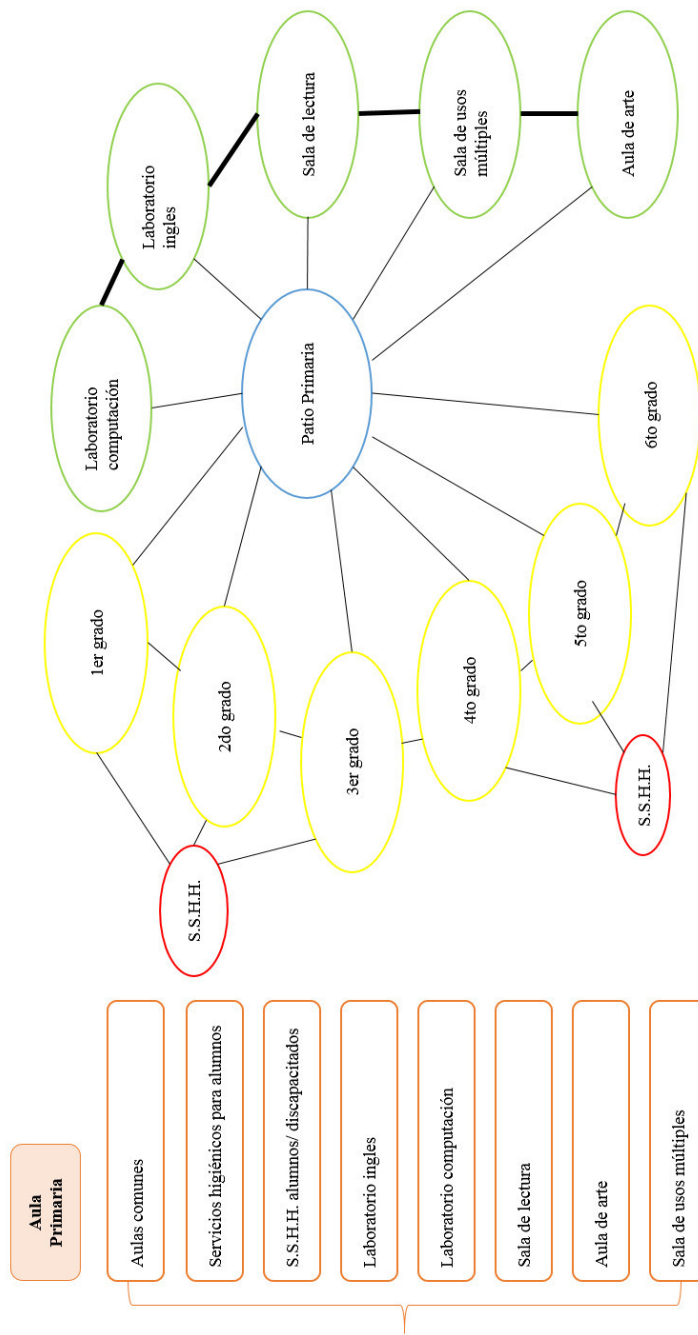 Aula
Primaria
Aulas comunes
Servicios higiénicos para alumnos
S.S.H.H. alumnos/ discapacitados
Laboratorio ingles
Laboratorio computación
Sala de lectura
Aula de arte
Sala de usos múltiples
S.S.H.H.
S.S.H.H.
1er grado
2do grado
3er grado
4to grado
5to grado
6to grado
Patio Primaria
Laboratorio
computación
Laboratorio
ingles
Sala de lectura
Sala de usos
múltiples
Aula de arte